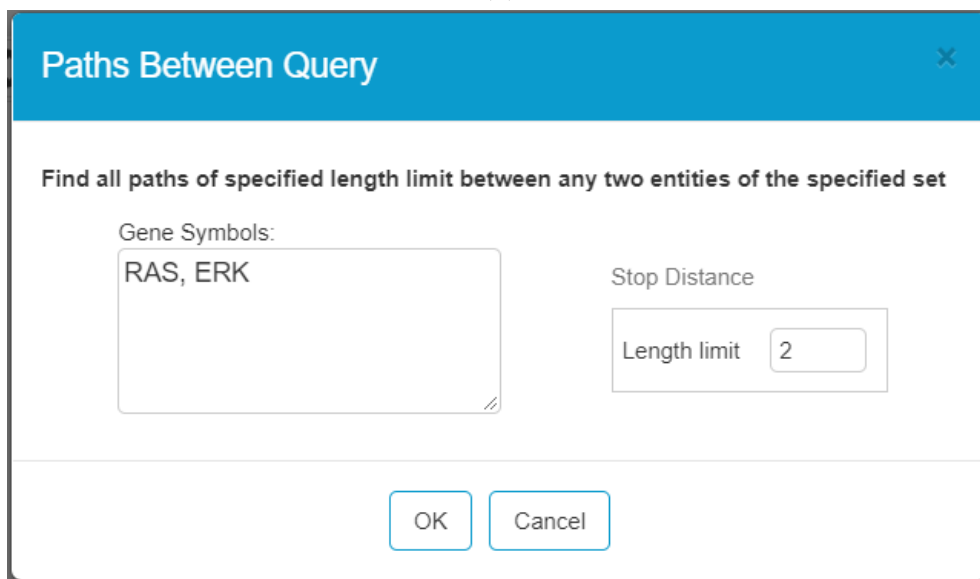 Paths Between Query
×
Find all paths of specified length limit between any two entities of the specified set
Gene Symbols:
RAS, ERK
Stop Distance
Length limit 2
OK Cancel